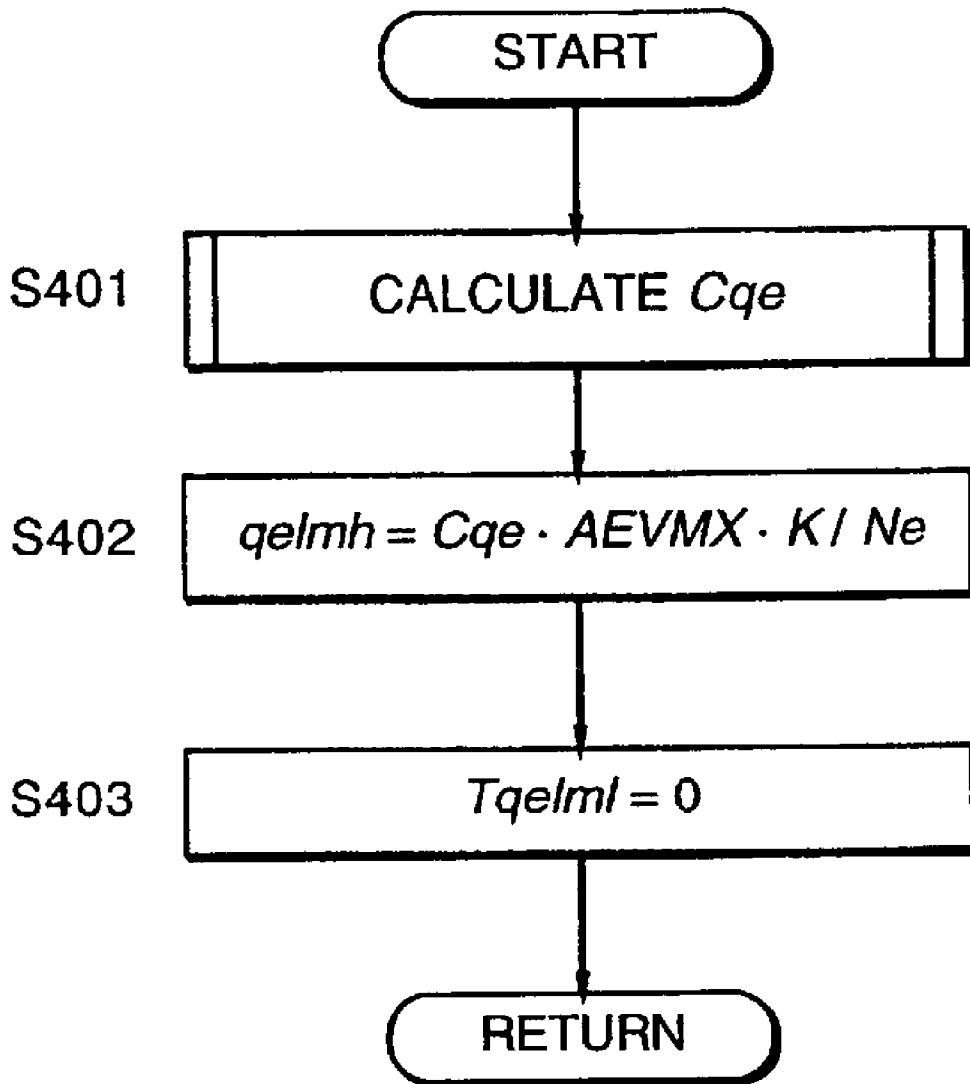 START
S401
CALCULATE Cqe
S402
qelmh = Cqe · AEVMX · K / Ne
S403
Tqelml = 0
RETURN